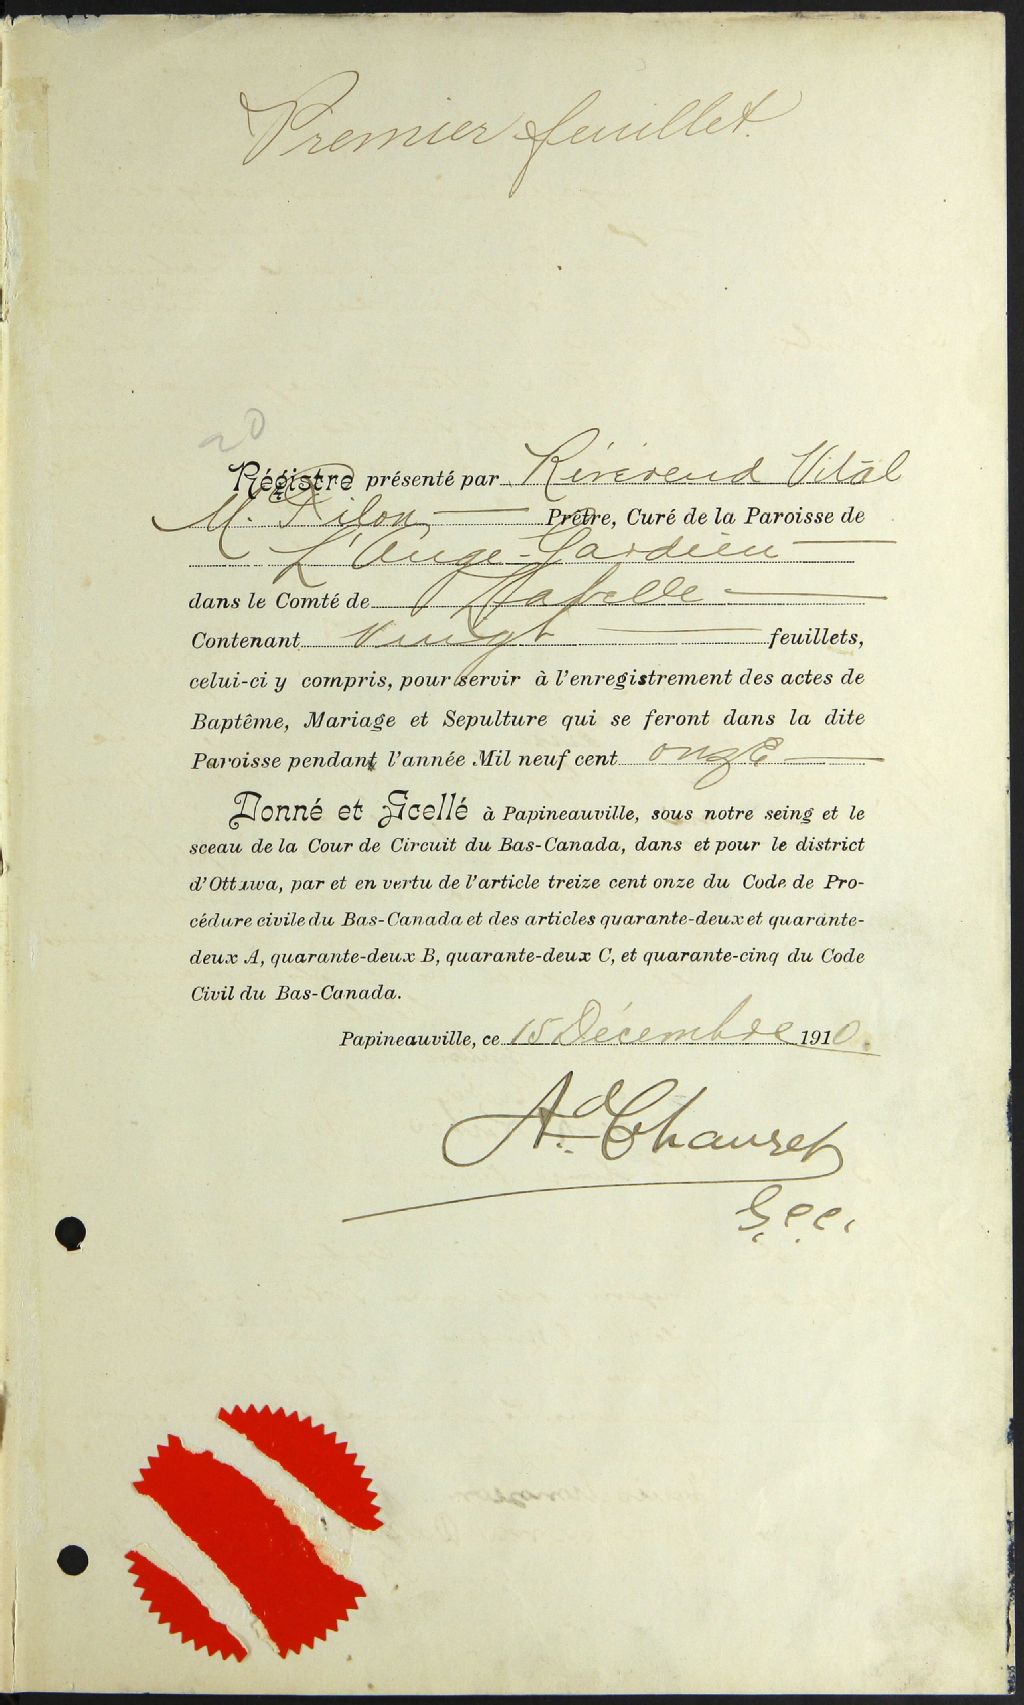 Premier feuillet.
20
Régistre présenté par Révérend Vital
M. Pilon Prêtre, Curé de la Paroisse de
L'Ange-Gardien
dans le Comté de Labelle
Contenant Vingt feuillets,
celui-ci y compris, pour servir à l'enregistrement des actes de
Baptême, Mariage et Sepulture qui se feront dans la dite
Paroisse pendant l'année Mil neuf cent onze
Donné et Scellé à Papineauville, sous notre seing et le
sceau de la Cour de Circuit du Bas-Canada, dans et pour le district
d'Ottawa, par et en vertu de l'article treize cent onze du Code de Pro-
cédure civile du Bas-Canada et des articles quarante-deux et quarante-
deux A, quarante-deux B, quarante-deux C, et quarante-cinq du Code
Civil du Bas-Canada.
Papineauville, ce 15 Décembre 1910.
Ad. Chauret
G.C.C.